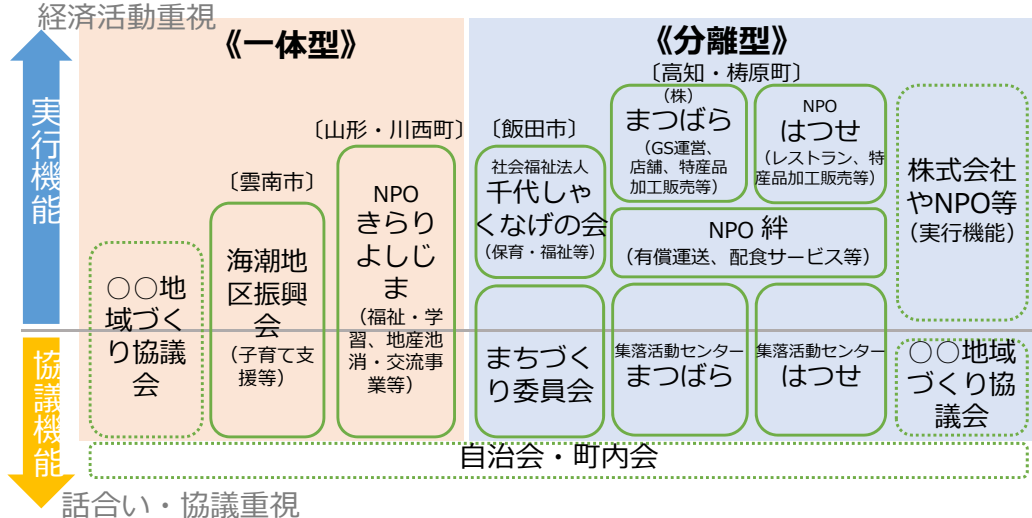 経済活動重視
《一体型》
《分離型》
実行機能
協議機能
〔山形・川西町〕
〔雲南市〕
〔飯田市〕
〔高知・梼原町〕
○○地
域づく
り協議
会
海潮地
区振興
会
(子育て支
援等)
NPO
きらり
よしじ
ま
(福祉・学
習、地産池
消・交流事
業等)
社会福祉法人
千代しゃ
くなげの会
(保育・福祉等)
まちづく
り委員会
(株)
まつばら
(GS運営、
店舗、特産品
加工販売等)
NPO
はつせ
(レストラン、特
産品加工販売等)
NPO 絆
(有償運送、配食サービス等)
集落活動センター
まつばら
集落活動センター
はつせ
株式会社
やNPO等
(実行機能)
○○地域
づくり協
議会
自治会・町内会
話合い・協議重視